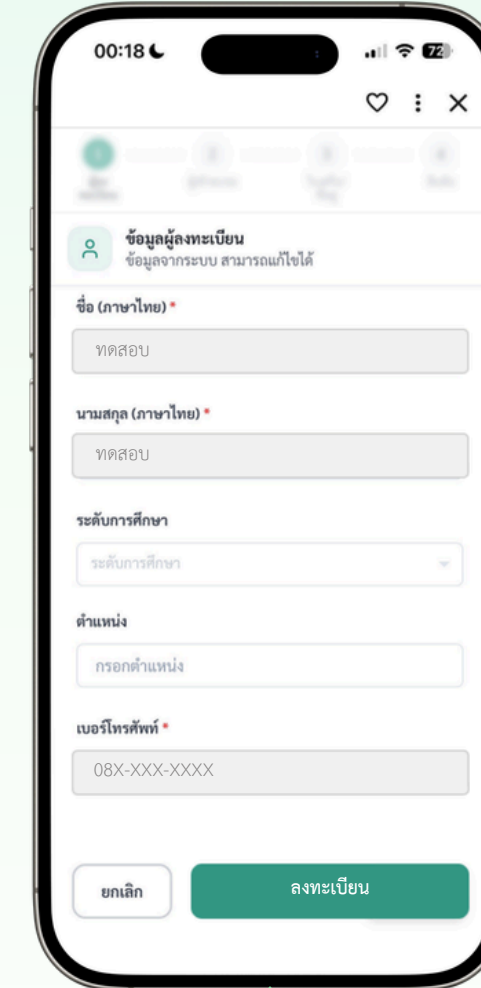 00:18
72
1
2
3
4
ข้อมูลผู้ลงทะเบียน
ข้อมูลจากระบบ สามารถแก้ไขได้
ชื่อ (ภาษาไทย) *
ทดสอบ
นามสกุล (ภาษาไทย) *
ทดสอบ
ระดับการศึกษา
ระดับการศึกษา
ตำแหน่ง
กรอกตำแหน่ง
เบอร์โทรศัพท์ *
08X-XXX-XXXX
ยกเลิก
ลงทะเบียน